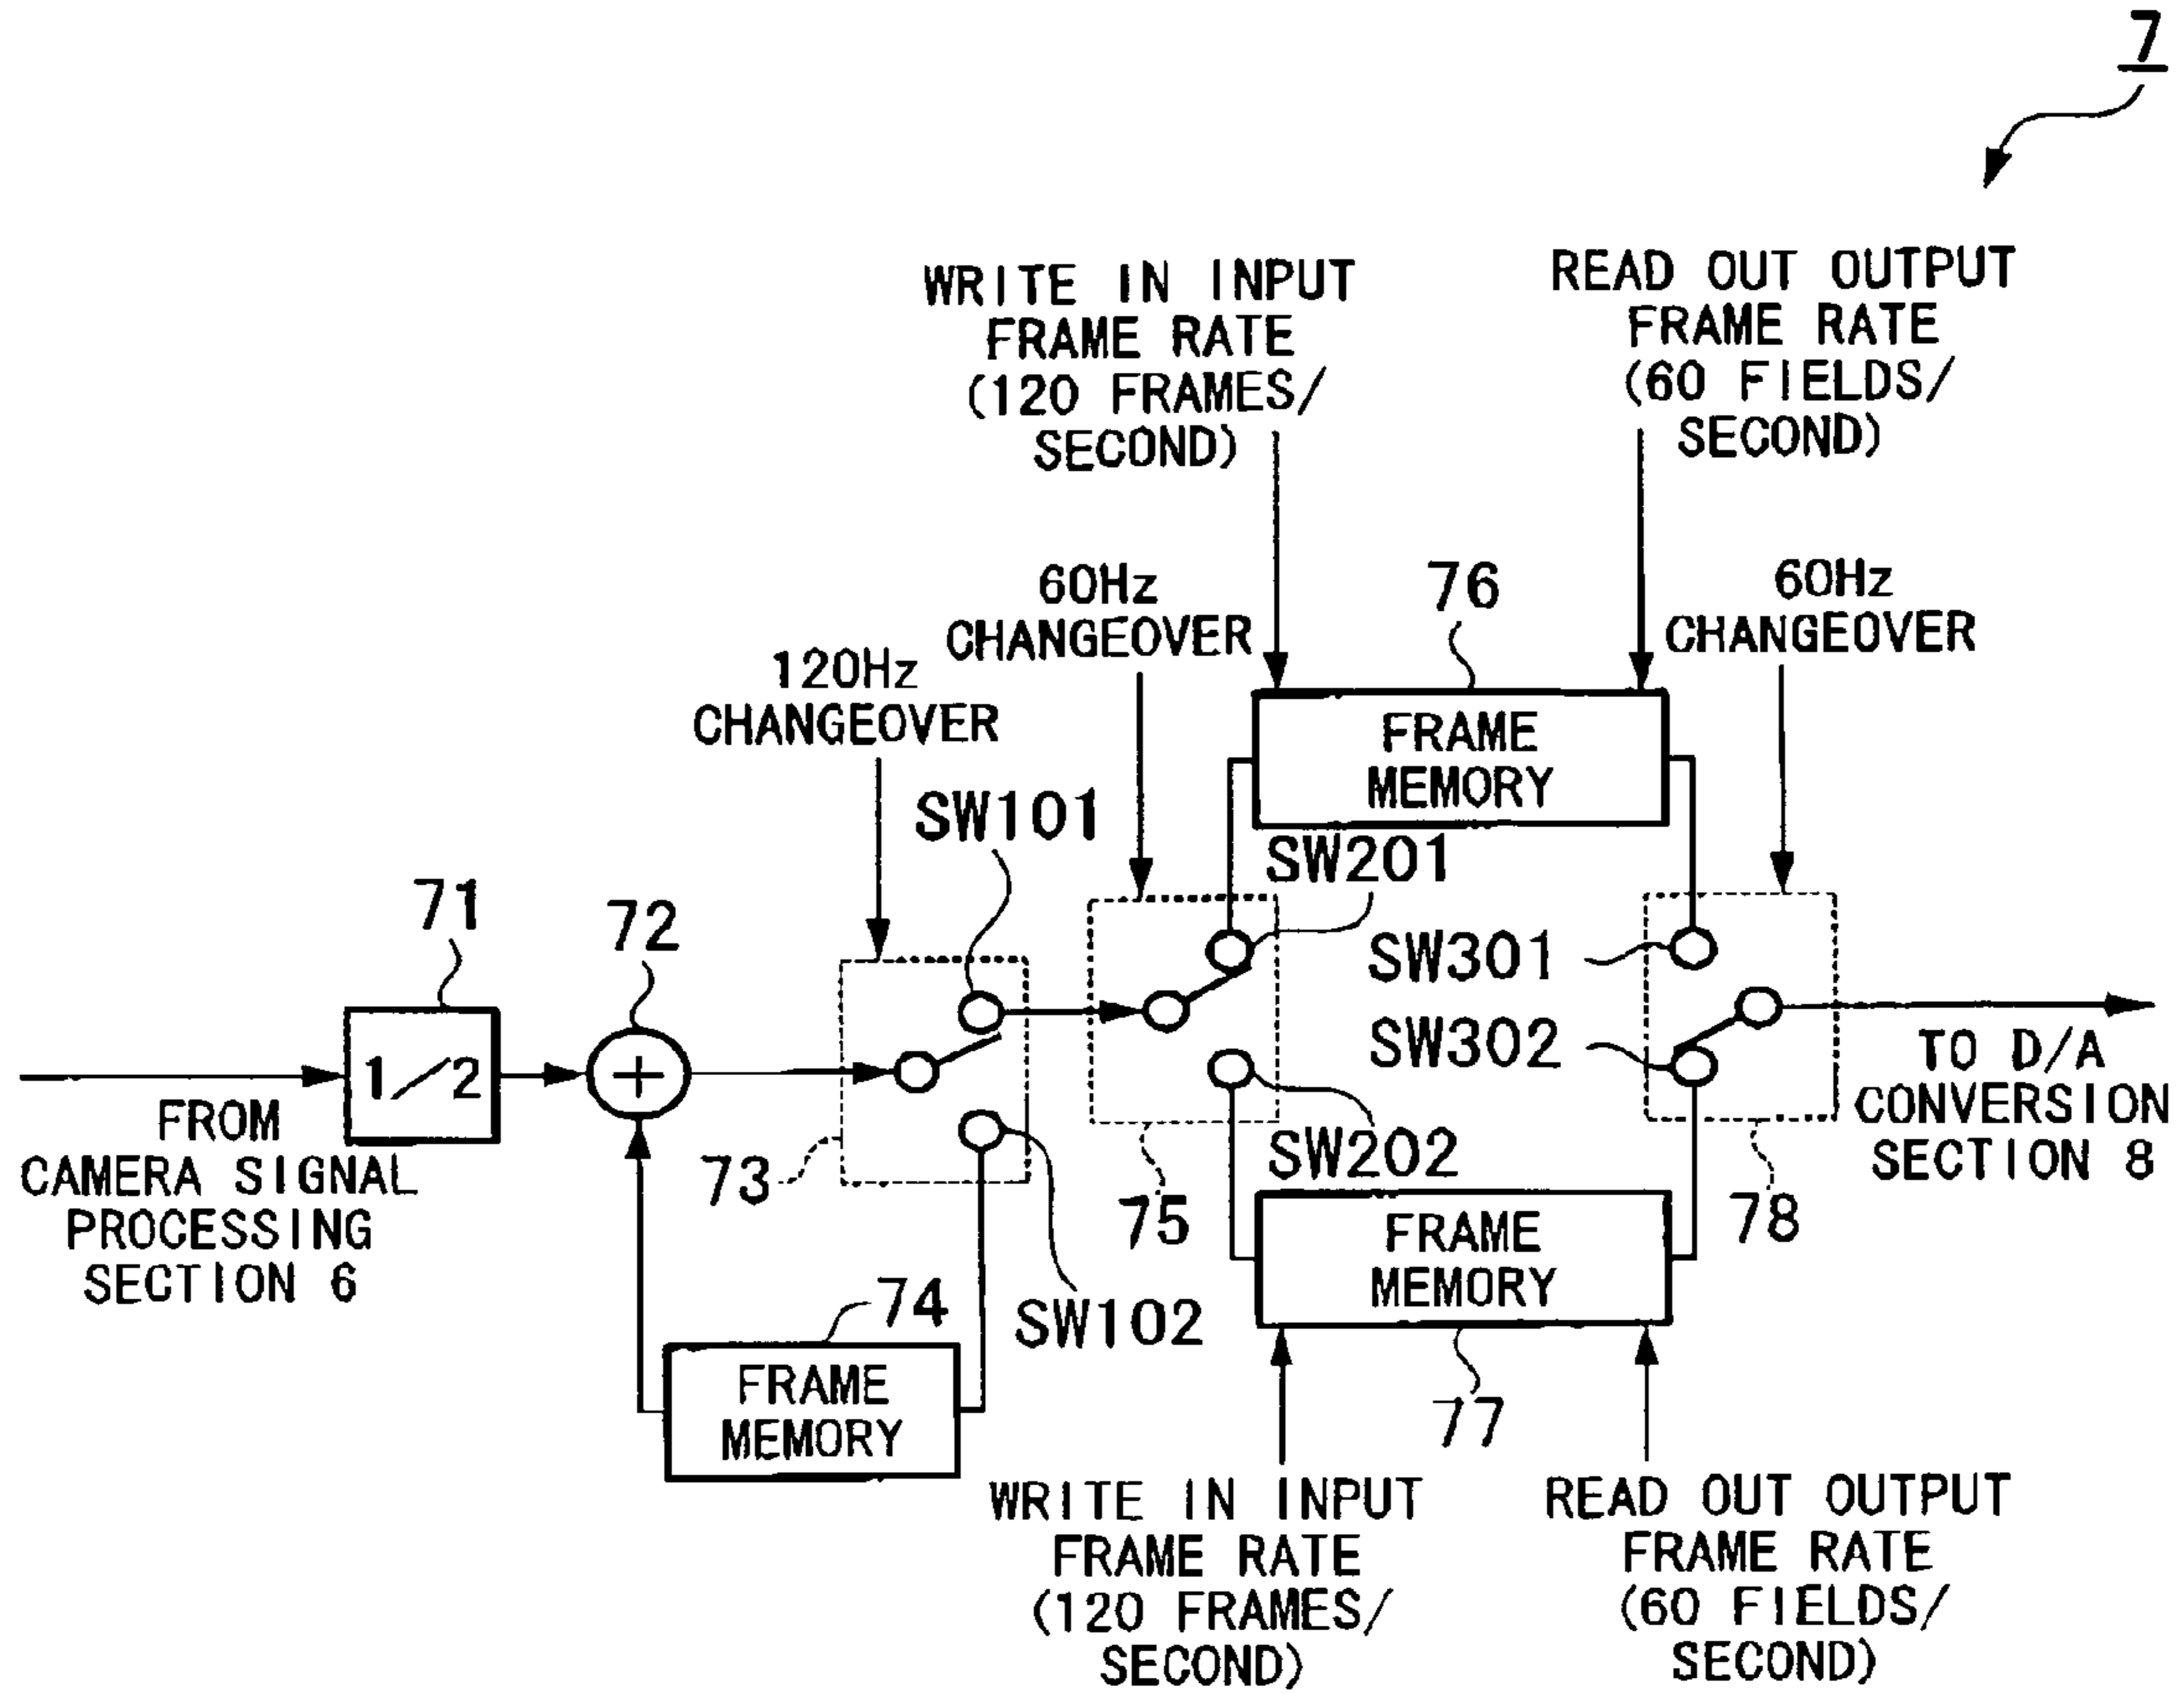 7
WRITE IN INPUT
FRAME RATE
(120 FRAMES/
SECOND)
READ OUT OUTPUT
FRAME RATE
(60 FIELDS/
SECOND)
60Hz
CHANGEOVER
76
60Hz
CHANGEOVER
120Hz
CHANGEOVER
FRAME
MEMORY
SW101
SW201
71
72
SW301
SW302
1/2
+
FROM
CAMERA SIGNAL
PROCESSING
SECTION 6
TO D/A
CONVERSION
SECTION 8
73
SW202
75
78
FRAME
MEMORY
74
SW102
FRAME
MEMORY
77
WRITE IN INPUT
FRAME RATE
(120 FRAMES/
SECOND)
READ OUT OUTPUT
FRAME RATE
(60 FIELDS/
SECOND)